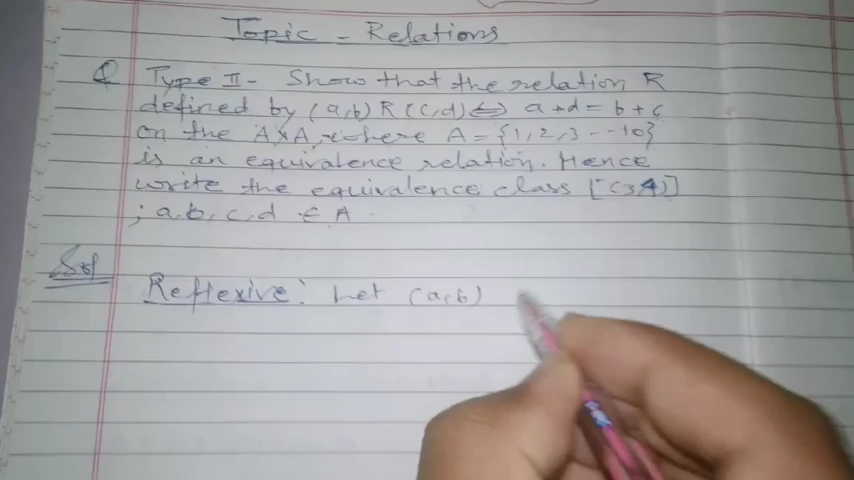 Topic - Relations
Q Type II - Show that the relation R
defined by (a,b) R (c,d) ⇔ a+d = b+c
on the A×A, where A = {1,2,3 - - 10}
is an equivalence relation. Hence
write the equivalence class [(3,4)]
; a,b,c,d ∈ A.
Sol
Reflexive: Let (a,b)